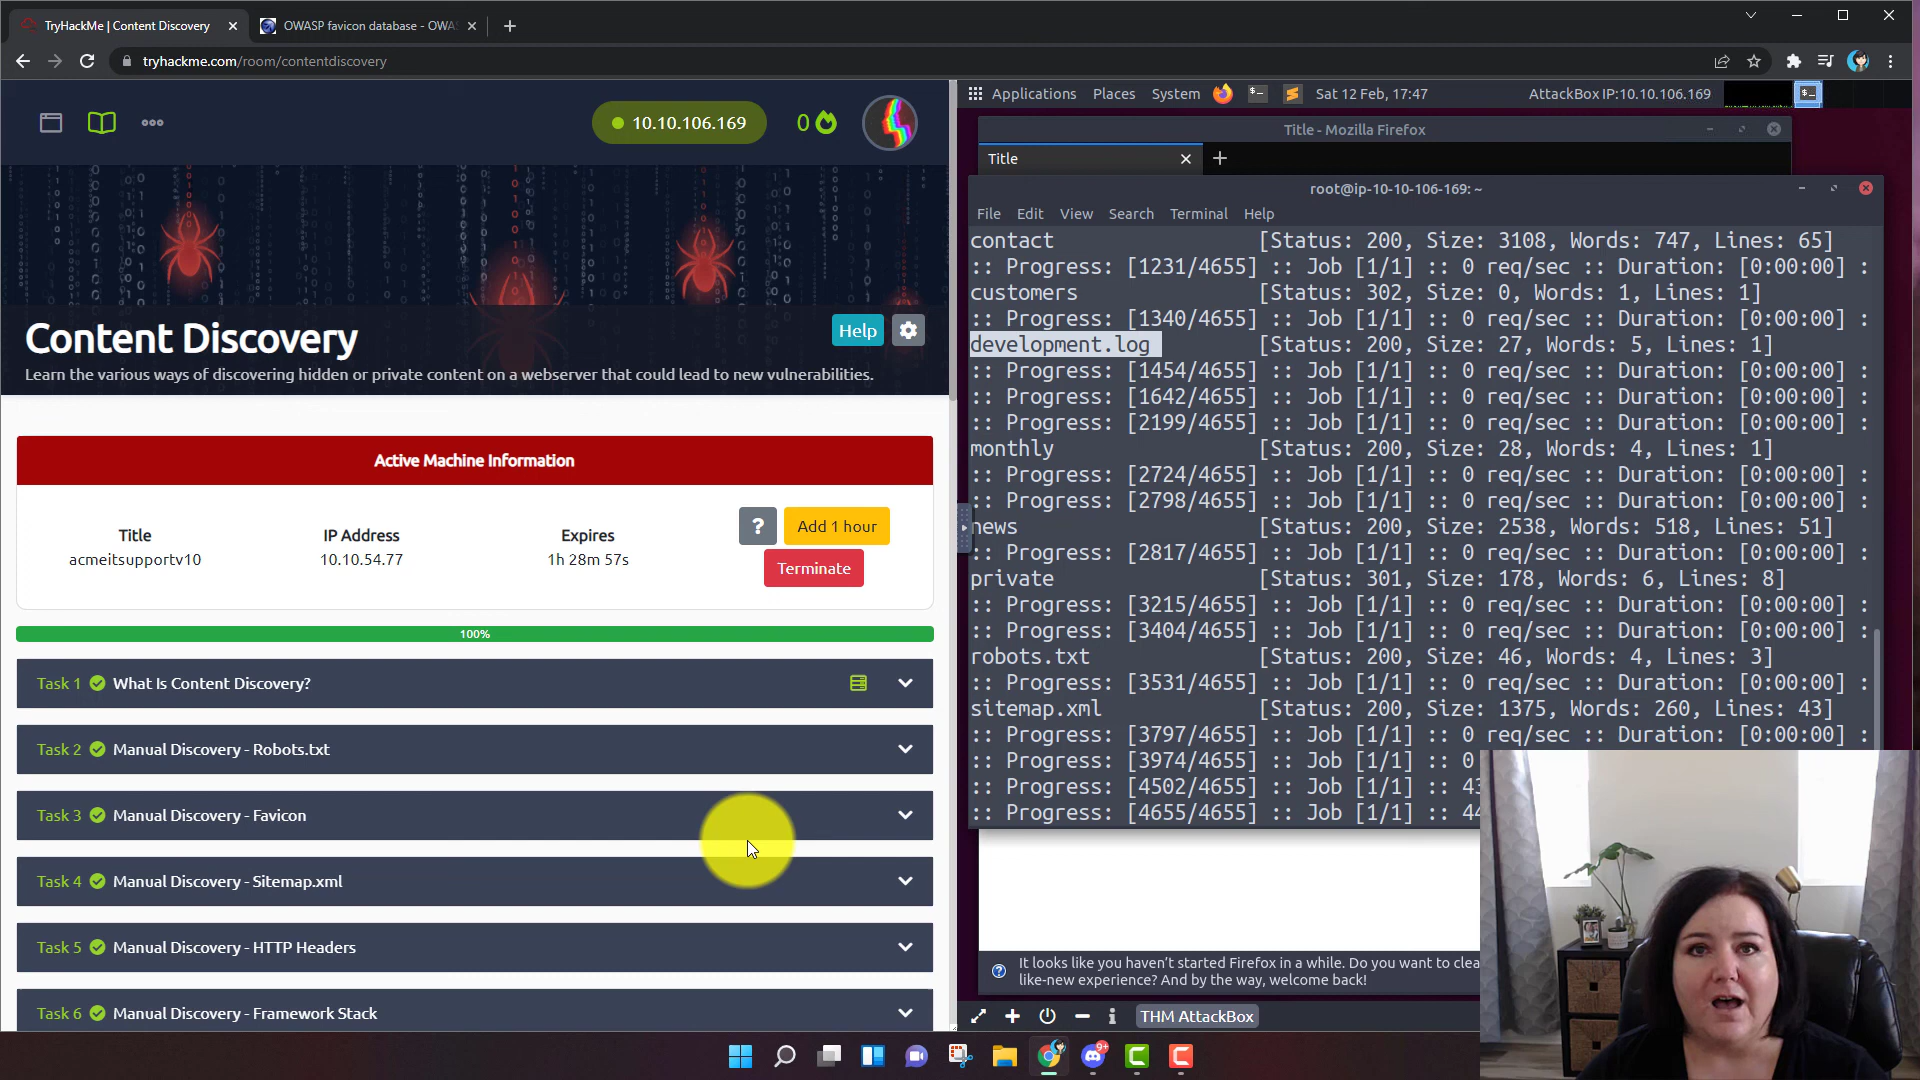 TryHackMe | Content Discovery
OWASP favicon database - OWAS
tryhackme.com/room/contentdiscovery
10.10.106.169
0
Content Discovery
Help
Learn the various ways of discovering hidden or private content on a webserver that could lead to new vulnerabilities.
Active Machine Information
Title
IP Address
Expires
acmeitsupportv10
10.10.54.77
1h 28m 57s
?
Add 1 hour
Terminate
100%
Task 1 What Is Content Discovery?
Task 2 Manual Discovery - Robots.txt
Task 3 Manual Discovery - Favicon
Task 4 Manual Discovery - Sitemap.xml
Task 5 Manual Discovery - HTTP Headers
Task 6 Manual Discovery - Framework Stack
Applications Places System Sat 12 Feb, 17:47 AttackBox IP:10.10.106.169
Title - Mozilla Firefox
Title
root@ip-10-10-106-169: ~
File Edit View Search Terminal Help
contact [Status: 200, Size: 3108, Words: 747, Lines: 65]
:: Progress: [1231/4655] :: Job [1/1] :: 0 req/sec :: Duration: [0:00:00] :
customers [Status: 302, Size: 0, Words: 1, Lines: 1]
:: Progress: [1340/4655] :: Job [1/1] :: 0 req/sec :: Duration: [0:00:00] :
development.log [Status: 200, Size: 27, Words: 5, Lines: 1]
:: Progress: [1454/4655] :: Job [1/1] :: 0 req/sec :: Duration: [0:00:00] :
:: Progress: [1642/4655] :: Job [1/1] :: 0 req/sec :: Duration: [0:00:00] :
:: Progress: [2199/4655] :: Job [1/1] :: 0 req/sec :: Duration: [0:00:00] :
monthly [Status: 200, Size: 28, Words: 4, Lines: 1]
:: Progress: [2724/4655] :: Job [1/1] :: 0 req/sec :: Duration: [0:00:00] :
:: Progress: [2798/4655] :: Job [1/1] :: 0 req/sec :: Duration: [0:00:00] :
news [Status: 200, Size: 2538, Words: 518, Lines: 51]
:: Progress: [2817/4655] :: Job [1/1] :: 0 req/sec :: Duration: [0:00:00] :
private [Status: 301, Size: 178, Words: 6, Lines: 8]
:: Progress: [3215/4655] :: Job [1/1] :: 0 req/sec :: Duration: [0:00:00] :
:: Progress: [3404/4655] :: Job [1/1] :: 0 req/sec :: Duration: [0:00:00] :
robots.txt [Status: 200, Size: 46, Words: 4, Lines: 3]
:: Progress: [3531/4655] :: Job [1/1] :: 0 req/sec :: Duration: [0:00:00] :
sitemap.xml [Status: 200, Size: 1375, Words: 260, Lines: 43]
:: Progress: [3797/4655] :: Job [1/1] :: 0 req/sec :: Duration: [0:00:00] :
:: Progress: [3974/4655] :: Job [1/1] :: 0
:: Progress: [4502/4655] :: Job [1/1] :: 43
:: Progress: [4655/4655] :: Job [1/1] :: 44
It looks like you haven't started Firefox in a while. Do you want to clea
like-new experience? And by the way, welcome back!
THM AttackBox
9+